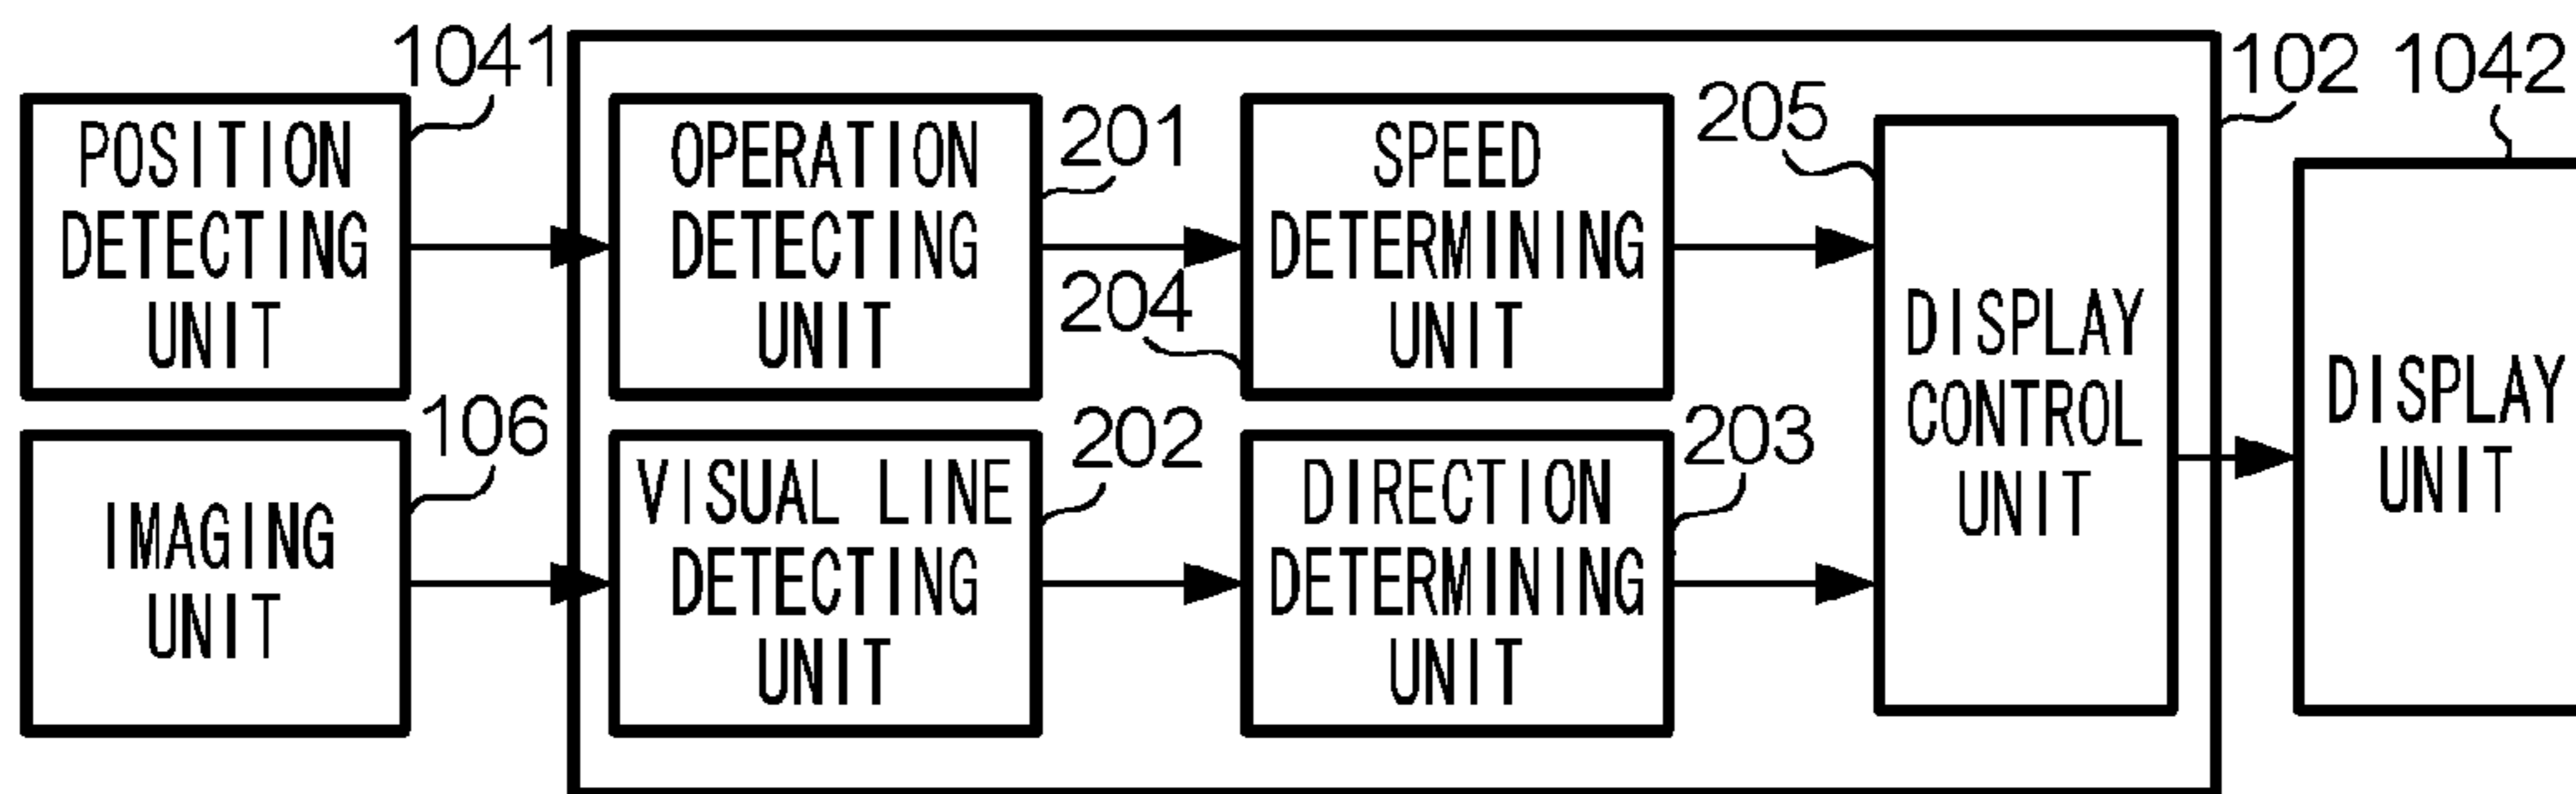 1041
102
1042
POSITION
DETECTING
UNIT
OPERATION
DETECTING
UNIT
201
SPEED
DETERMINING
UNIT
204
205
DISPLAY
CONTROL
UNIT
DISPLAY
UNIT
106
IMAGING
UNIT
VISUAL LINE
DETECTING
UNIT
202
DIRECTION
DETERMINING
UNIT
203